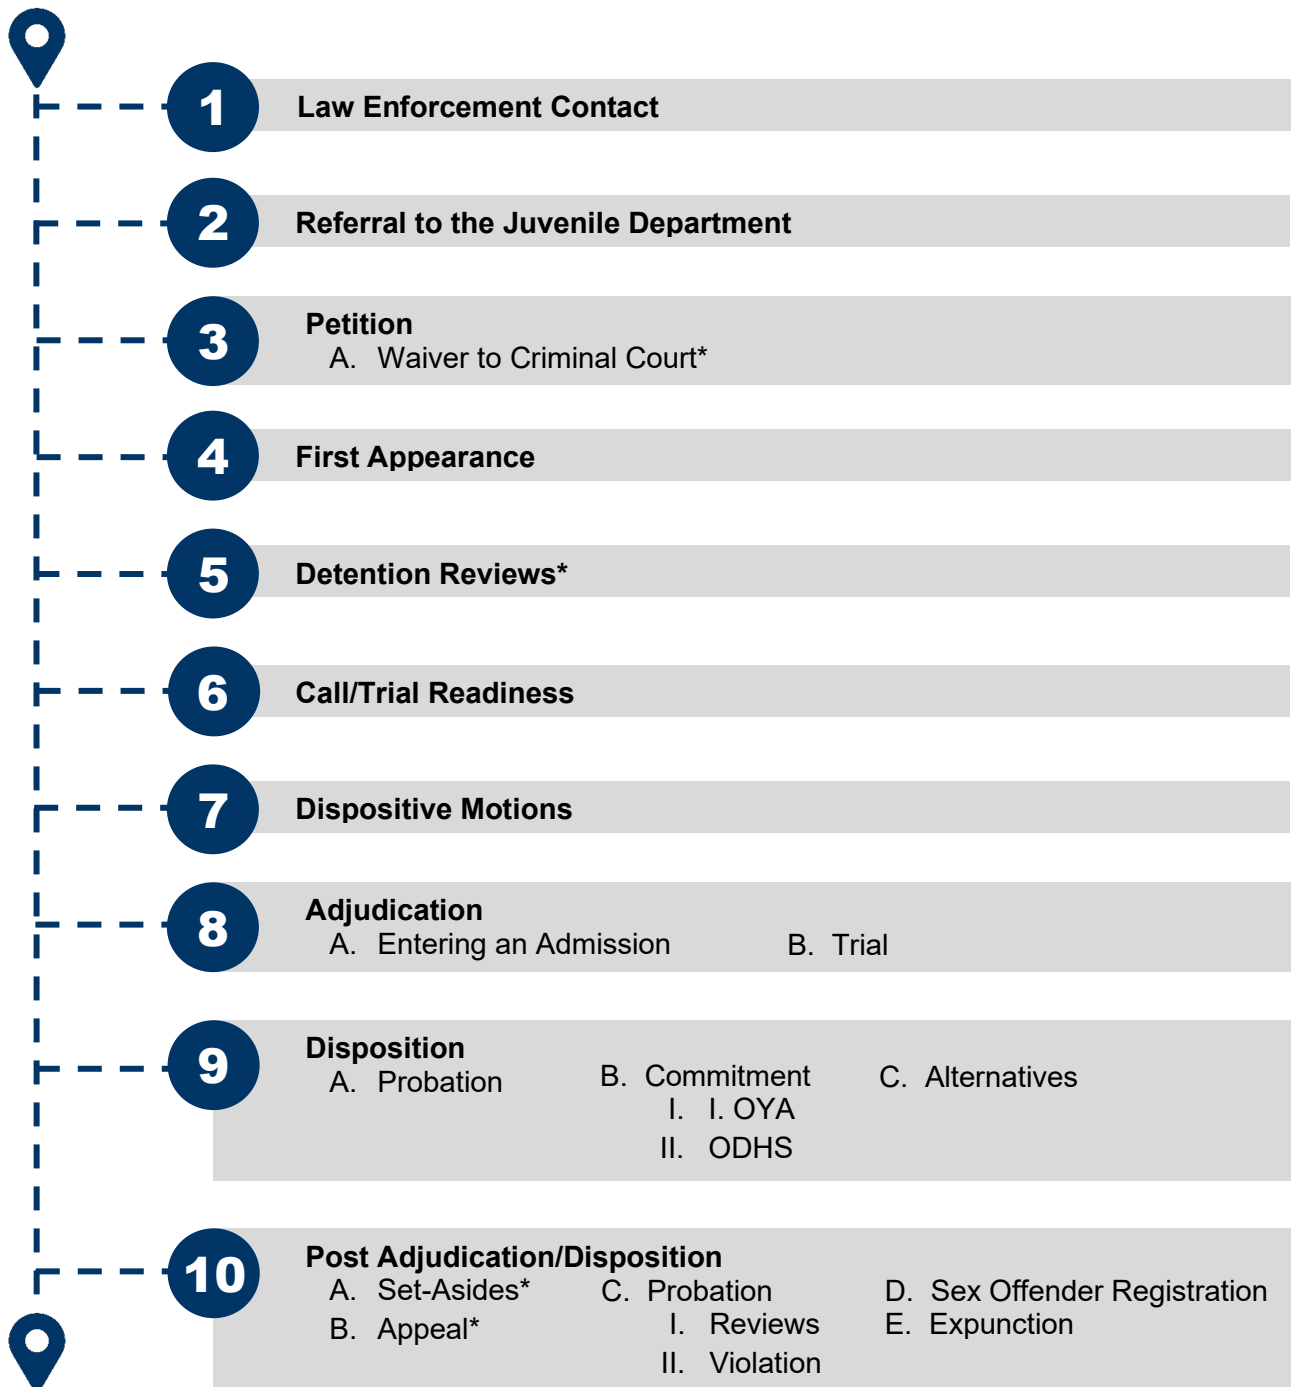 1
Law Enforcement Contact
2
Referral to the Juvenile Department
3
Petition
A. Waiver to Criminal Court*
4
First Appearance
5
Detention Reviews*
6
Call/Trial Readiness
7
Dispositive Motions
8
Adjudication
A. Entering an Admission
B. Trial
9
Disposition
A. Probation
B. Commitment
I. I. OYA
II. ODHS
C. Alternatives
10
Post Adjudication/Disposition
A. Set-Asides*
B. Appeal*
C. Probation
I. Reviews
II. Violation
D. Sex Offender Registration
E. Expunction